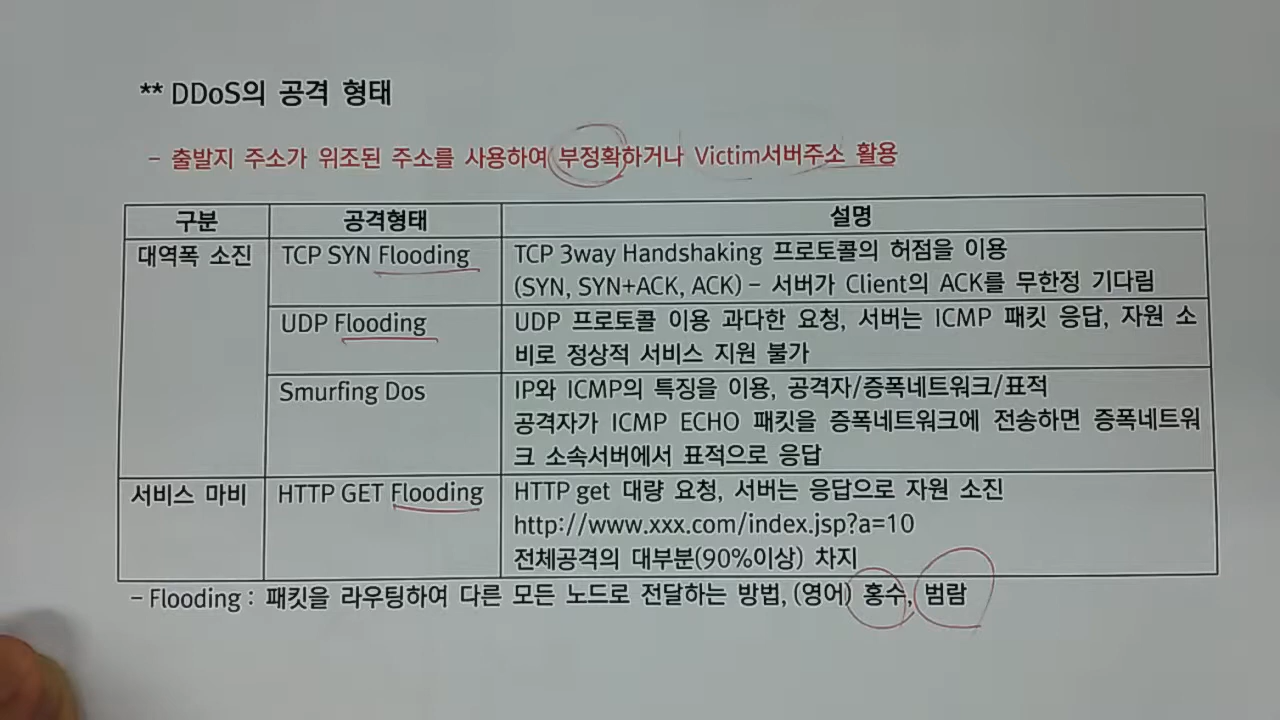 ** DDoS의 공격 형태
- 출발지 주소가 위조된 주소를 사용하여 부정확하거나 Victim서버주소 활용
구분 공격형태 설명
대역폭 소진 TCP SYN Flooding TCP 3way Handshaking 프로토콜의 허점을 이용
(SYN, SYN+ACK, ACK) - 서버가 Client의 ACK를 무한정 기다림
UDP Flooding UDP 프로토콜 이용 과다한 요청, 서버는 ICMP 패킷 응답, 자원 소
비로 정상적 서비스 지원 불가
Smurfing Dos IP와 ICMP의 특징을 이용, 공격자/증폭네트워크/표적
공격자가 ICMP ECHO 패킷을 증폭네트워크에 전송하면 증폭네트워
크 소속서버에서 표적으로 응답
서비스 마비 HTTP GET Flooding HTTP get 대량 요청, 서버는 응답으로 자원 소진
http://www.xxx.com/index.jsp?a=10
전체공격의 대부분(90%이상) 차지
- Flooding : 패킷을 라우팅하여 다른 모든 노드로 전달하는 방법, (영어) 홍수, 범람